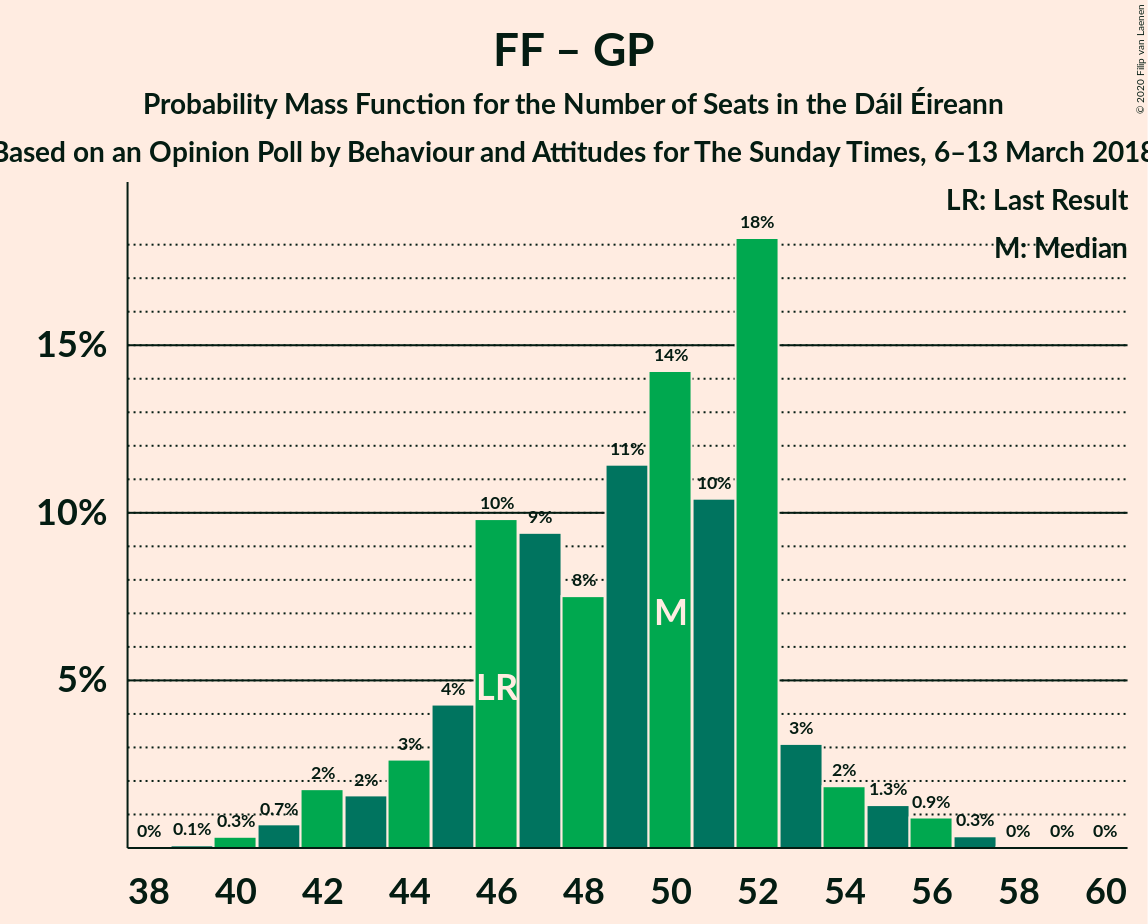 FF – GP
Probability Mass Function for the Number of Seats in the Dáil Éireann
Based on an Opinion Poll by Behaviour and Attitudes for The Sunday Times, 6–13 March 2018
© 2020 Filip van Laenen
LR: Last Result
M: Median
18%
15%
14%
11%
10%
10%
10%
9%
8%
M
5%
LR
4%
3%
3%
2%
2%
2%
1.3%
0.9%
0.7%
0.3%
0.3%
0%
0.1%
0%
0%
0%
38 40 42 44 46 48 50 52 54 56 58 60